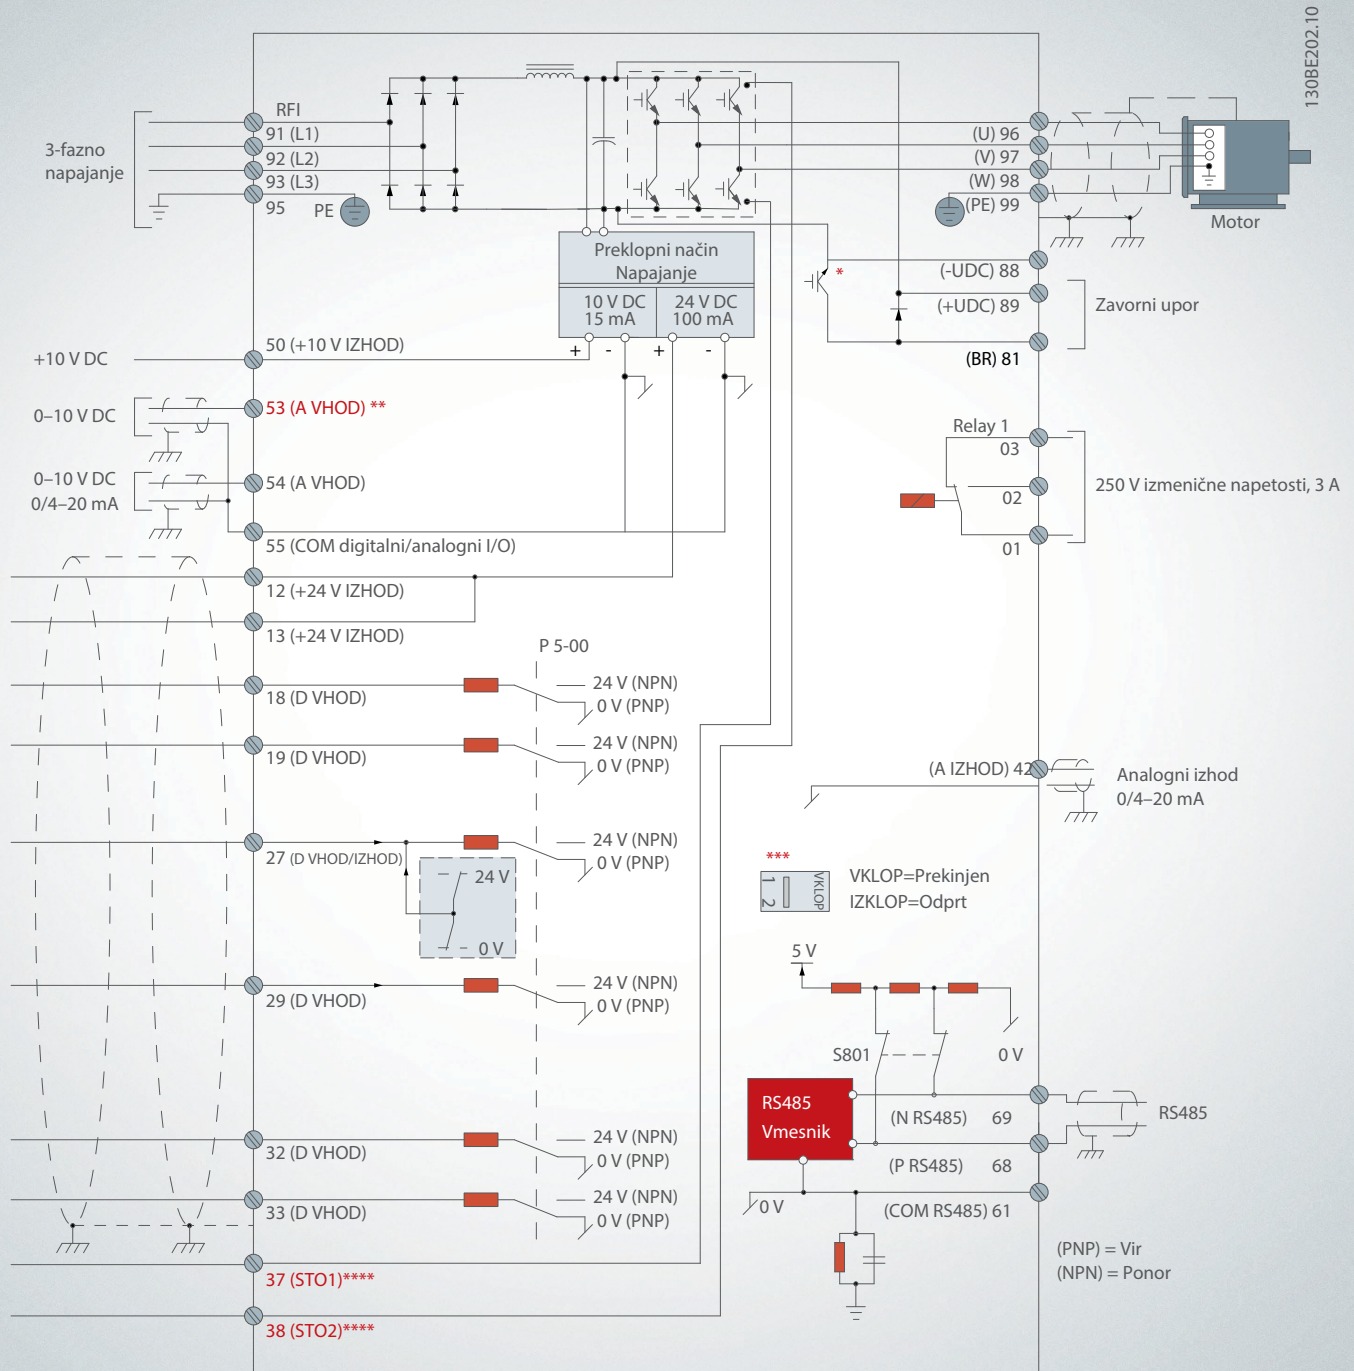 130BE202.10
3-fazno
napajanje
RFI
91 (L1)
92 (L2)
93 (L3)
95
PE
(U) 96
(V) 97
(W) 98
(PE) 99
Motor
Preklopni način
Napajanje
10 V DC
15 mA
24 V DC
100 mA
+ - + -
*
(-UDC) 88
(+UDC) 89
(BR) 81
Zavorni upor
+10 V DC
50 (+10 V IZHOD)
0–10 V DC
53 (A VHOD) **
0–10 V DC
0/4–20 mA
54 (A VHOD)
55 (COM digitalni/analogni I/O)
12 (+24 V IZHOD)
13 (+24 V IZHOD)
Relay 1
03
02
01
250 V izmenične napetosti, 3 A
P 5-00
18 (D VHOD)
24 V (NPN)
0 V (PNP)
19 (D VHOD)
24 V (NPN)
0 V (PNP)
27 (D VHOD/IZHOD)
24 V (NPN)
0 V (PNP)
24 V
0 V
29 (D VHOD)
24 V (NPN)
0 V (PNP)
32 (D VHOD)
24 V (NPN)
0 V (PNP)
33 (D VHOD)
24 V (NPN)
0 V (PNP)
37 (STO1)****
38 (STO2)****
(A IZHOD) 42
Analogni izhod
0/4–20 mA
***
1 2
VKLOP
VKLOP=Prekinjen
IZKLOP=Odprt
5 V
S801
0 V
RS485
Vmesnik
(N RS485) 69
(P RS485) 68
RS485
0 V
(COM RS485) 61
(PNP) = Vir
(NPN) = Ponor